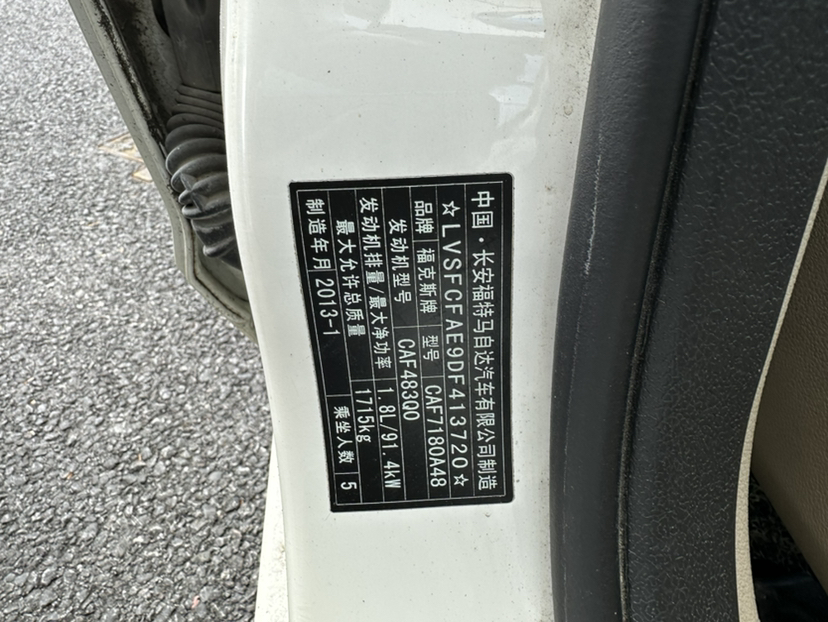 中国·长安福特马自达汽车有限公司制造
☆LVSFCFAE9DF413720☆
品牌 福克斯牌 型号 CAF7180A48
发动机型号 CAF483Q0
发动机排量/最大净功率 1.8L/91.4kW
最大允许总质量 1715kg
制造年月 2013-1 乘坐人数 5